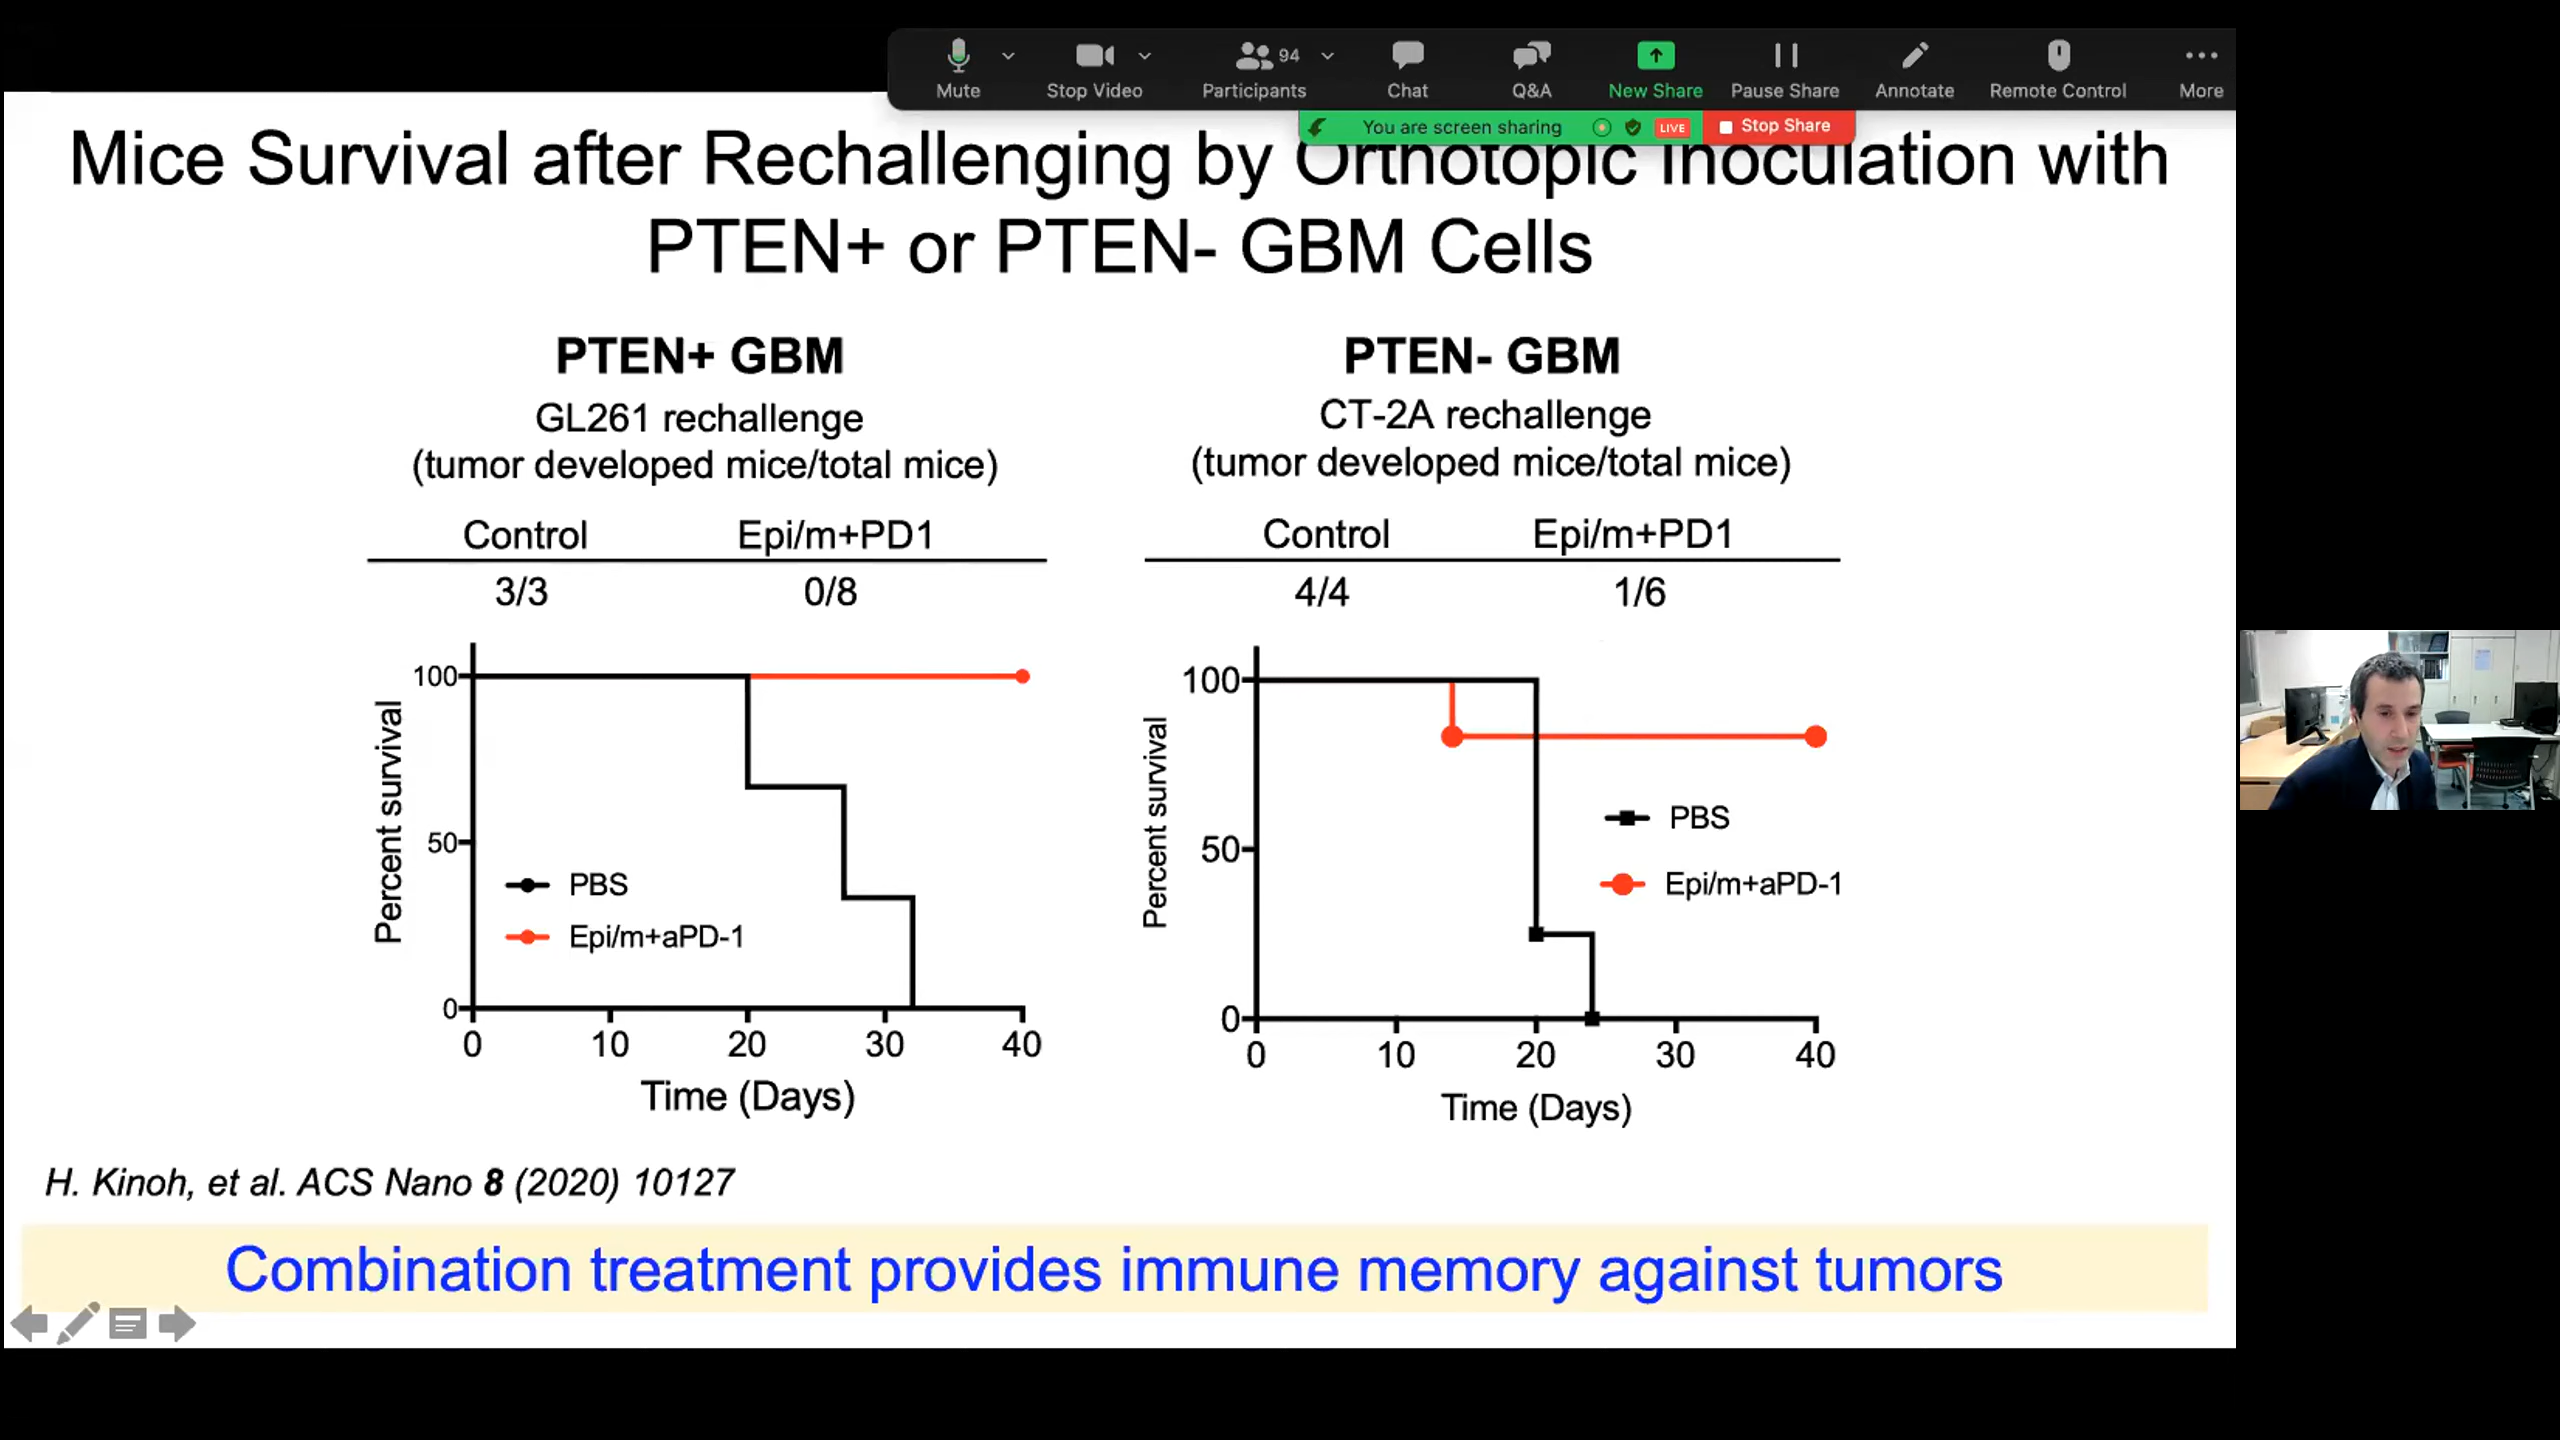 Mute
Stop Video
94
Participants
Chat
Q&A
New Share
Pause Share
Annotate
Remote Control
More
You are screen sharing
LIVE
Stop Share
Mice Survival after Rechallenging by Orthotopic Inoculation with
PTEN+ or PTEN- GBM Cells
PTEN+ GBM
GL261 rechallenge
(tumor developed mice/total mice)
Control Epi/m+PD1
3/3 0/8
Percent survival
100
50
0
PBS
Epi/m+aPD-1
0 10 20 30 40
Time (Days)
PTEN- GBM
CT-2A rechallenge
(tumor developed mice/total mice)
Control Epi/m+PD1
4/4 1/6
Percent survival
100
50
0
PBS
Epi/m+aPD-1
0 10 20 30 40
Time (Days)
H. Kinoh, et al. ACS Nano 8 (2020) 10127
Combination treatment provides immune memory against tumors